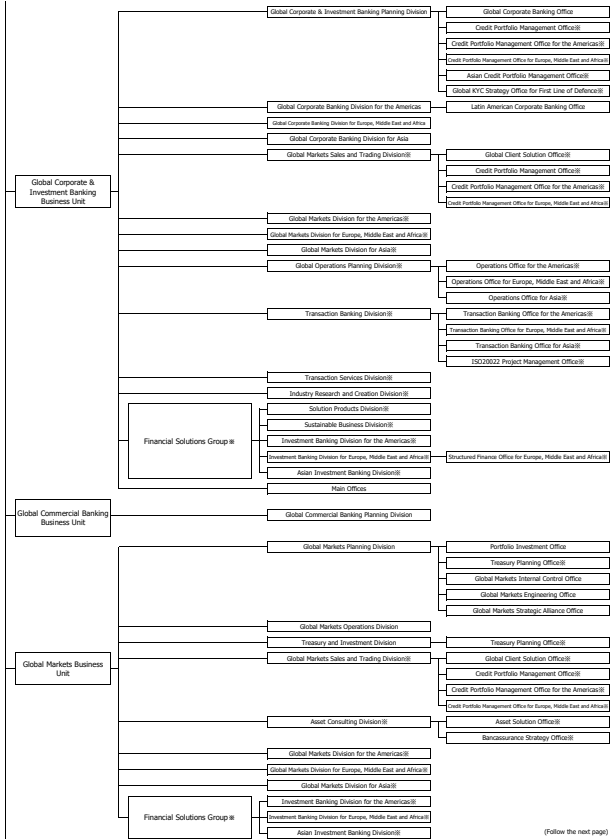 Global Corporate & Investment Banking Planning Division
Global Corporate Banking Office
Credit Portfolio Management Office※
Credit Portfolio Management Office for the Americas※
Credit Portfolio Management Office for Europe, Middle East and Africa※
Asian Credit Portfolio Management Office※
Global KYC Strategy Office for First Line of Defence※
Global Corporate Banking Division for the Americas
Latin American Corporate Banking Office
Global Corporate Banking Division for Europe, Middle East and Africa
Global Corporate Banking Division for Asia
Global Markets Sales and Trading Division※
Global Client Solution Office※
Credit Portfolio Management Office※
Credit Portfolio Management Office for the Americas※
Credit Portfolio Management Office for Europe, Middle East and Africa※
Global Corporate &
Investment Banking
Business Unit
Global Markets Division for the Americas※
Global Markets Division for Europe, Middle East and Africa※
Global Markets Division for Asia※
Global Operations Planning Division※
Operations Office for the Americas※
Operations Office for Europe, Middle East and Africa※
Operations Office for Asia※
Transaction Banking Division※
Transaction Banking Office for the Americas※
Transaction Banking Office for Europe, Middle East and Africa※
Transaction Banking Office for Asia※
ISO20022 Project Management Office※
Transaction Services Division※
Industry Research and Creation Division※
Financial Solutions Group※
Solution Products Division※
Sustainable Business Division※
Investment Banking Division for the Americas※
Investment Banking Division for Europe, Middle East and Africa※
Structured Finance Office for Europe, Middle East and Africa※
Asian Investment Banking Division※
Main Offices
Global Commercial Banking
Business Unit
Global Commercial Banking Planning Division
Global Markets Planning Division
Portfolio Investment Office
Treasury Planning Office※
Global Markets Internal Control Office
Global Markets Engineering Office
Global Markets Strategic Alliance Office
Global Markets Operations Division
Treasury and Investment Division
Treasury Planning Office※
Global Markets Business
Unit
Global Markets Sales and Trading Division※
Global Client Solution Office※
Credit Portfolio Management Office※
Credit Portfolio Management Office for the Americas※
Credit Portfolio Management Office for Europe, Middle East and Africa※
Asset Consulting Division※
Asset Solution Office※
Bancassurance Strategy Office※
Global Markets Division for the Americas※
Global Markets Division for Europe, Middle East and Africa※
Global Markets Division for Asia※
Financial Solutions Group※
Investment Banking Division for the Americas※
Investment Banking Division for Europe, Middle East and Africa※
Asian Investment Banking Division※
(Follow the next page)